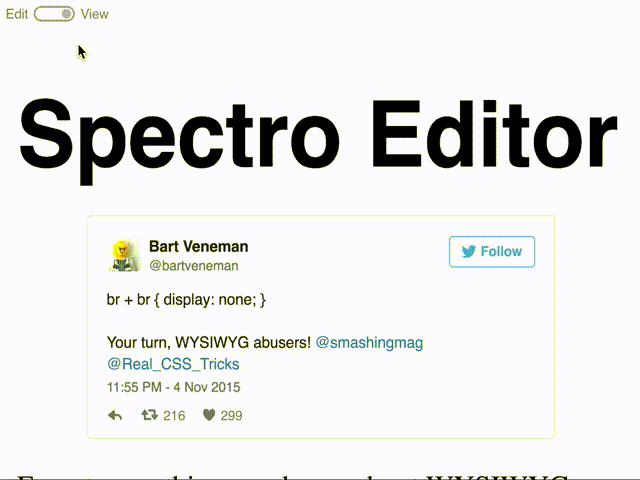 Edit View
Spectro Editor
Bart Veneman
@bartveneman
Follow
br + br { display: none; }
Your turn, WYSIWYG abusers! @smashingmag
@Real_CSS_Tricks
11:55 PM - 4 Nov 2015
216 299